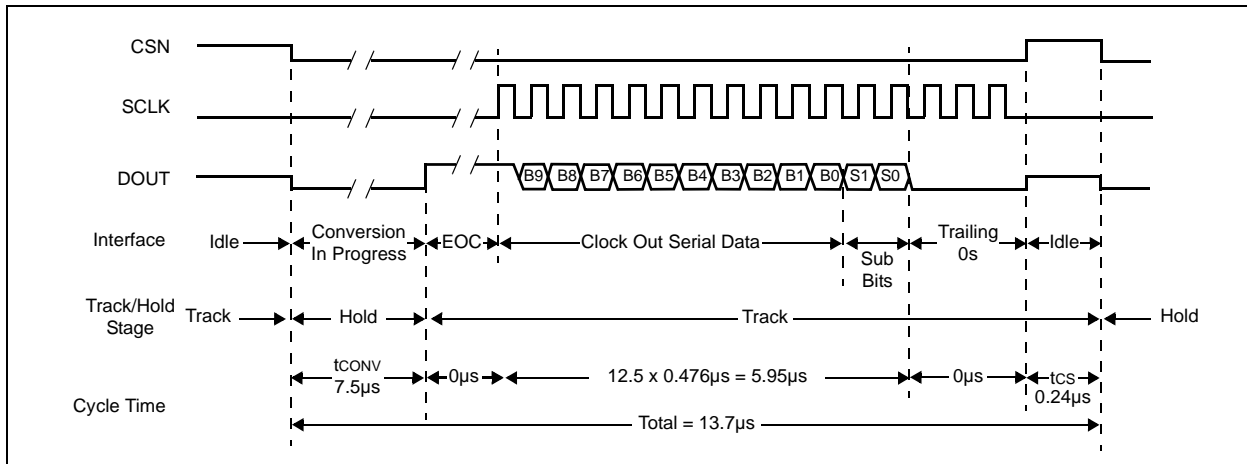 CSN
SCLK
DOUT
B9 B8 B7 B6 B5 B4 B3 B2 B1 B0 S1 S0
Interface
Idle
Conversion
In Progress
EOC
Clock Out Serial Data
Sub
Bits
Trailing
0s
Idle
Track/Hold
Stage
Track
Hold
Track
Hold
Cycle Time
tCONV
7.5µs
0µs
12.5 x 0.476µs = 5.95µs
0µs
tCS
0.24µs
Total = 13.7µs